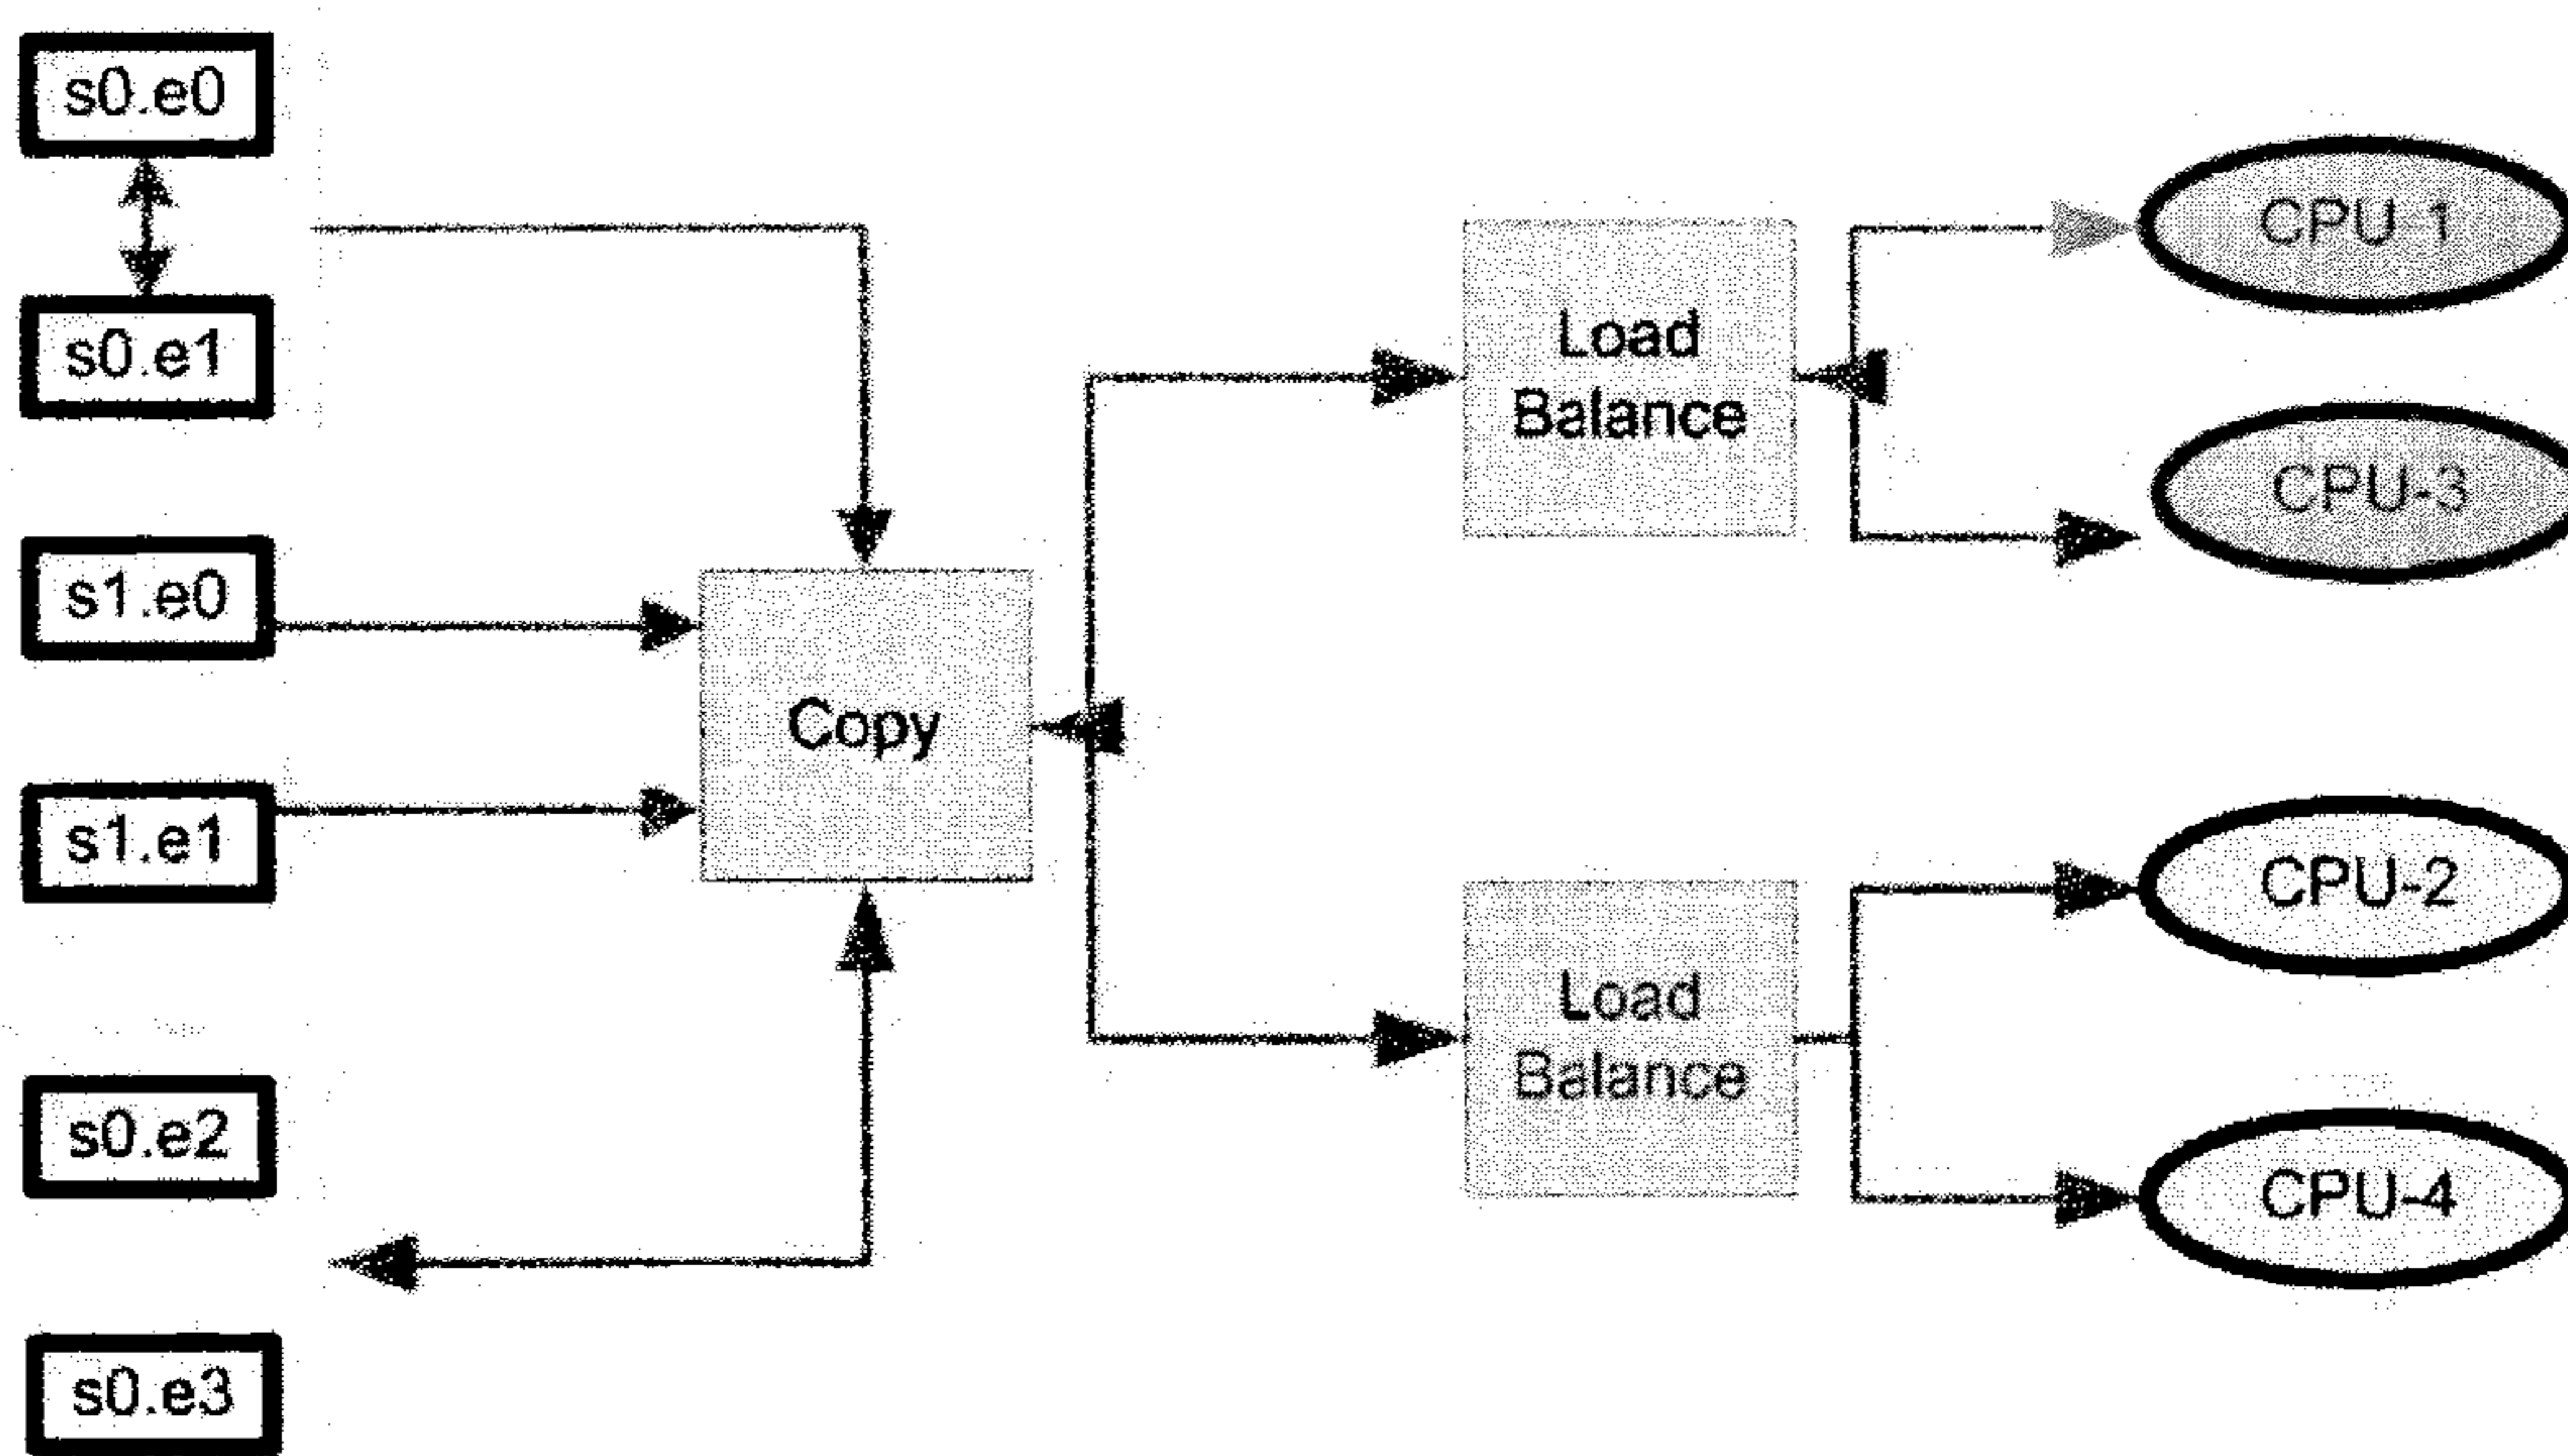 s0.e0
s0.e1
s1.e0
s1.e1
s0.e2
s0.e3
Copy
Load
Balance
Load
Balance
CPU-1
CPU-3
CPU-2
CPU-4